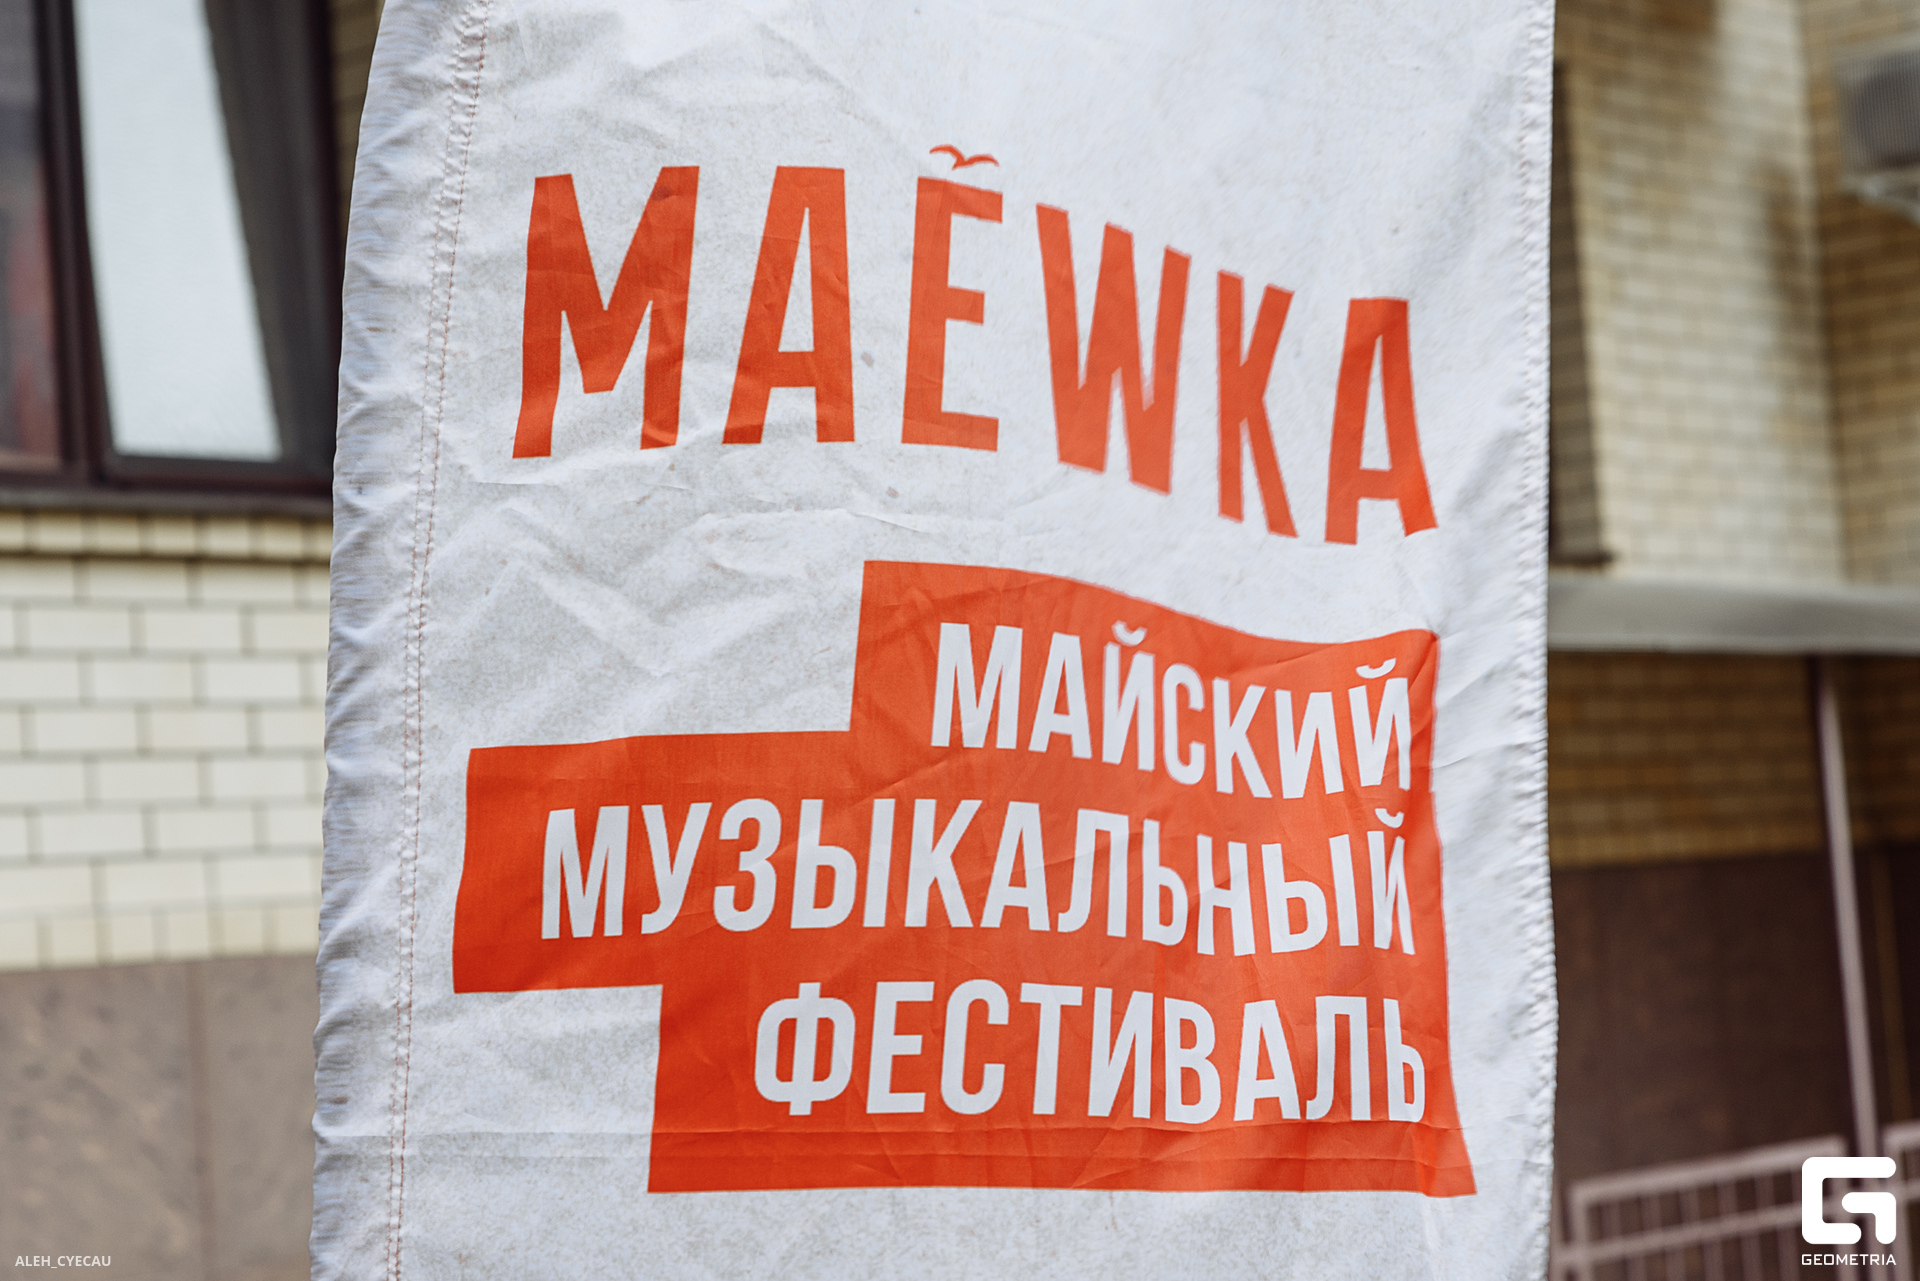 MAЁWKA
МАЙСКИЙ
МУЗЫКАЛЬНЫЙ
ФЕСТИВАЛЬ
ALEH_CYECAU
GEOMETRIA